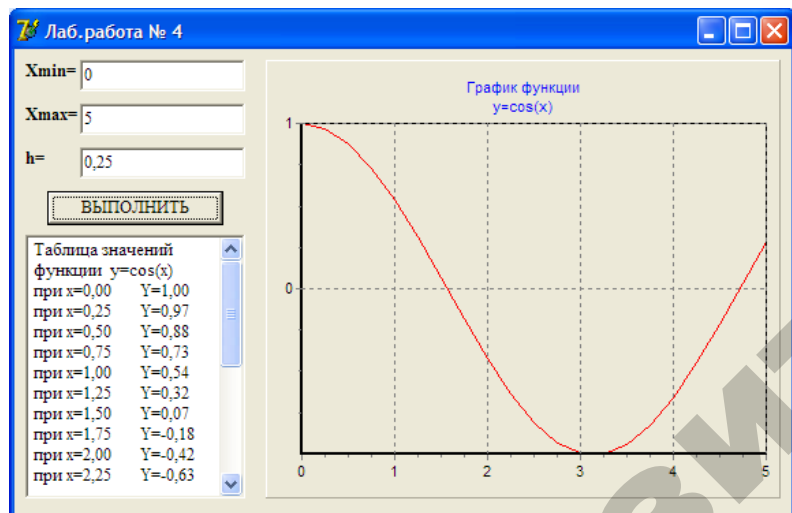 Лаб.работа № 4
Xmin= 0
Xmax= 5
h= 0,25
ВЫПОЛНИТЬ
Таблица значений
функции y=cos(x)
при x=0,00 Y=1,00
при x=0,25 Y=0,97
при x=0,50 Y=0,88
при x=0,75 Y=0,73
при x=1,00 Y=0,54
при x=1,25 Y=0,32
при x=1,50 Y=0,07
при x=1,75 Y=-0,18
при x=2,00 Y=-0,42
при x=2,25 Y=-0,63
График функции
y=cos(x)
1
0
0 1 2 3 4 5